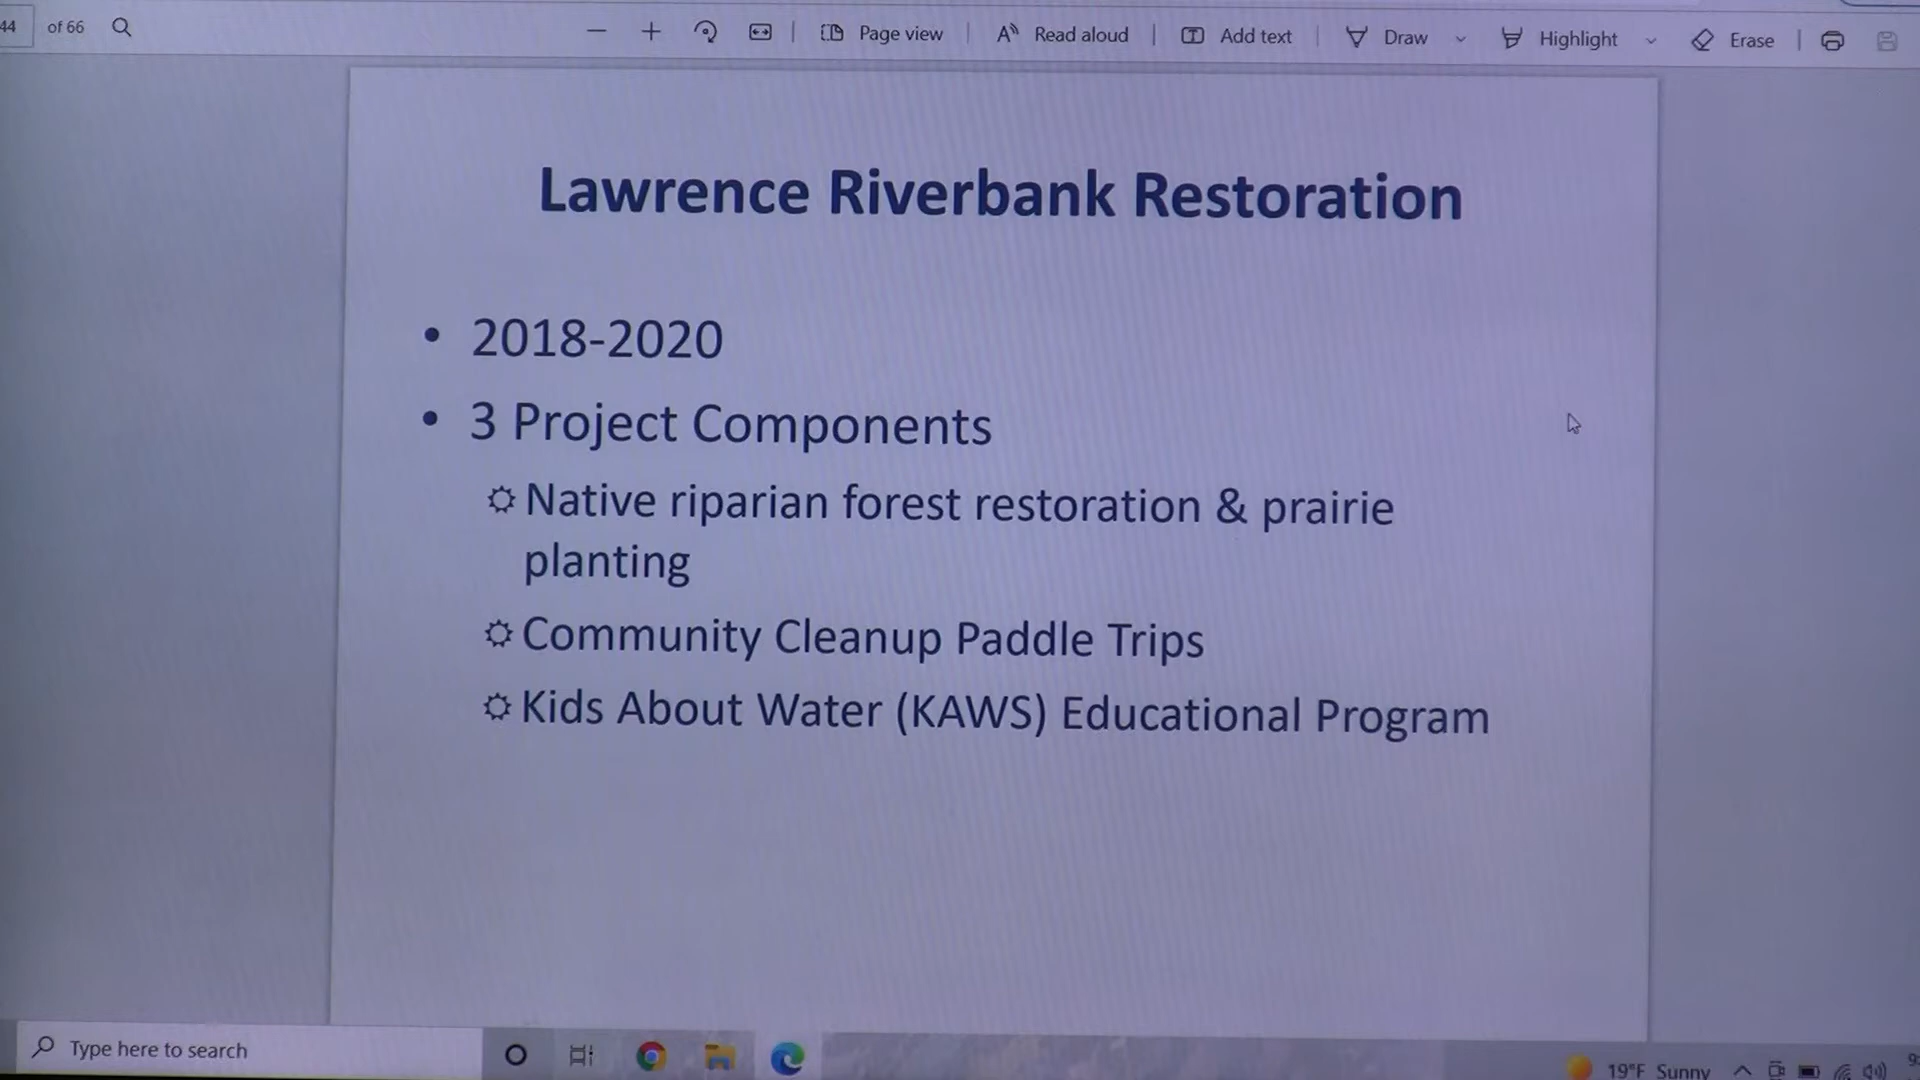 44 of 66 Page view Read aloud Add text Draw Highlight Erase
Lawrence Riverbank Restoration
• 2018-2020
• 3 Project Components
Native riparian forest restoration & prairie
planting
Community Cleanup Paddle Trips
Kids About Water (KAWS) Educational Program
Type here to search 19°F Sunny